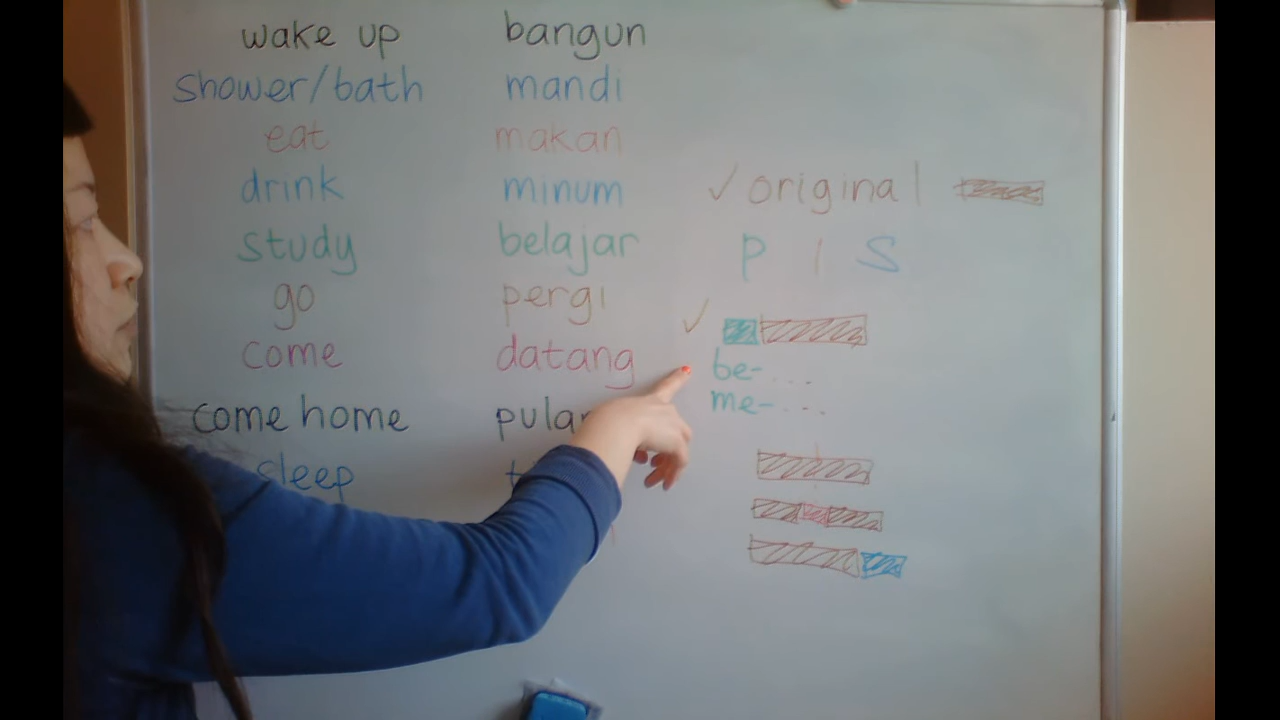 wake up bangun
shower/bath mandi
eat makan
drink minum
study belajar
go pergi
come datang
come home
sleep
✓ original
P I S
✓
be-...
me-...